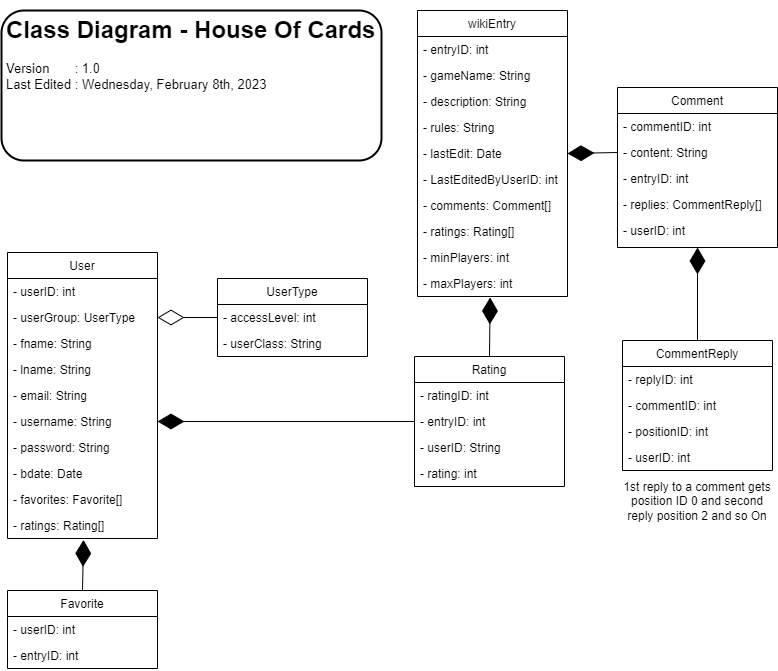 Class Diagram - House Of Cards
Version : 1.0
Last Edited : Wednesday, February 8th, 2023
wikiEntry
- entryID: int
- gameName: String
- description: String
- rules: String
- lastEdit: Date
- LastEditedByUserID: int
- comments: Comment[]
- ratings: Rating[]
- minPlayers: int
- maxPlayers: int
Comment
- commentID: int
- content: String
- entryID: int
- replies: CommentReply[]
- userID: int
User
- userID: int
- userGroup: UserType
- fname: String
- lname: String
- email: String
- username: String
- password: String
- bdate: Date
- favorites: Favorite[]
- ratings: Rating[]
UserType
- accessLevel: int
- userClass: String
Rating
- ratingID: int
- entryID: int
- userID: String
- rating: int
CommentReply
- replyID: int
- commentID: int
- positionID: int
- userID: int
1st reply to a comment gets
position ID 0 and second
reply position 2 and so On
Favorite
- userID: int
- entryID: int